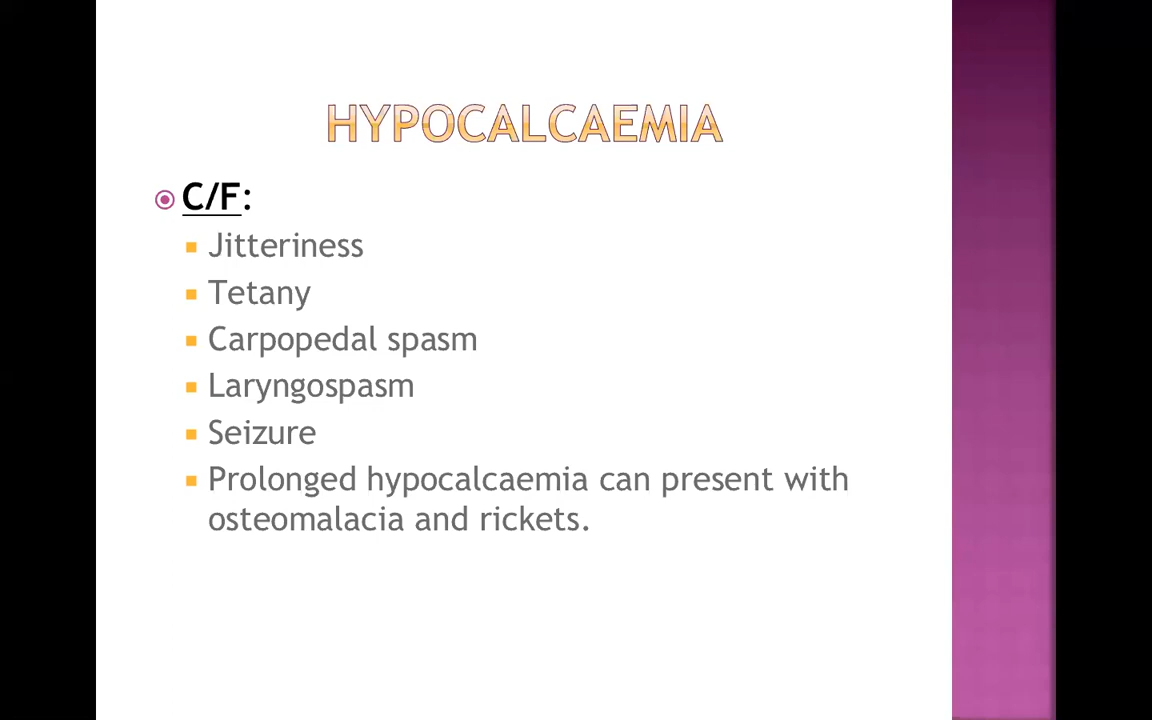 HYPOCALCAEMIA
C/F:
Jitteriness
Tetany
Carpopedal spasm
Laryngospasm
Seizure
Prolonged hypocalcaemia can present with
osteomalacia and rickets.